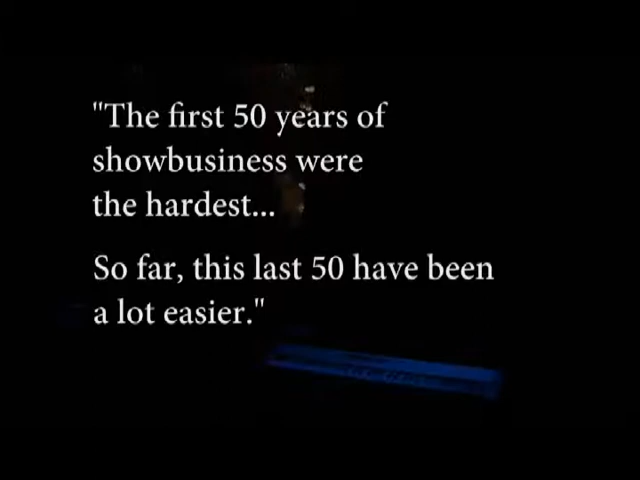 "The first 50 years of
showbusiness were
the hardest...
So far, this last 50 have been
a lot easier."